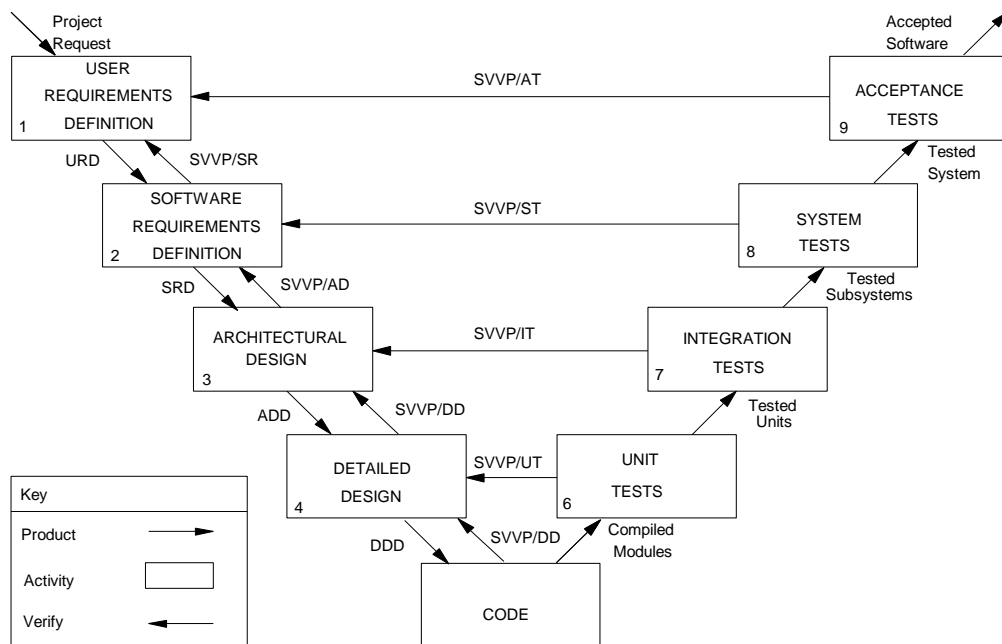 Project
Request
Accepted
Software
USER
REQUIREMENTS
DEFINITION
1
SVVP/AT
ACCEPTANCE
TESTS
9
URD
SVVP/SR
Tested
System
SOFTWARE
REQUIREMENTS
DEFINITION
2
SVVP/ST
SYSTEM
TESTS
8
SRD
SVVP/AD
Tested
Subsystems
ARCHITECTURAL
DESIGN
3
SVVP/IT
INTEGRATION
TESTS
7
ADD
SVVP/DD
Tested
Units
DETAILED
DESIGN
4
SVVP/UT
UNIT
TESTS
6
DDD
SVVP/DD
Compiled
Modules
CODE
Key
Product
Activity
Verify